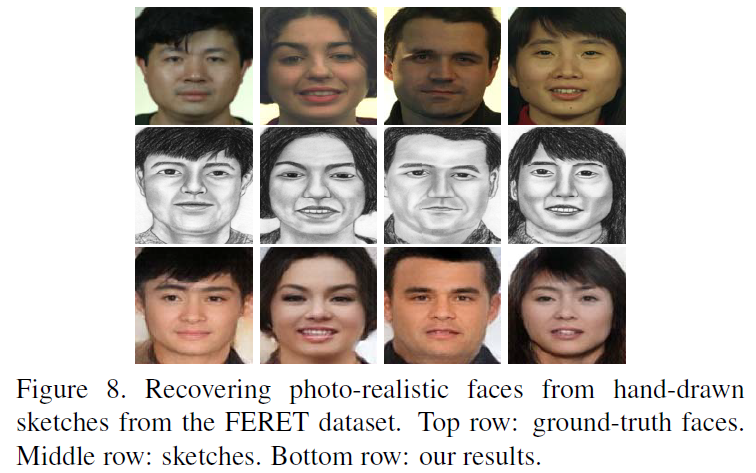 Figure 8. Recovering photo-realistic faces from hand-drawn
sketches from the FERET dataset. Top row: ground-truth faces.
Middle row: sketches. Bottom row: our results.